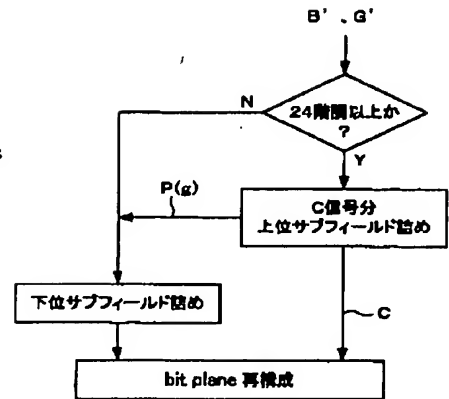 B'、G'
N
24階調以上か
?
Y
P(g)
C信号分
上位サブフィールド詰め
下位サブフィールド詰め
C
bit plane 再構成